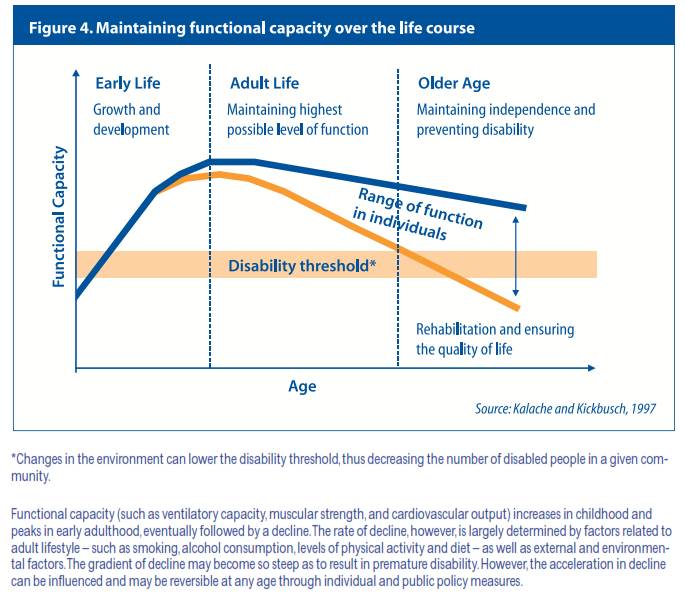 Figure 4. Maintaining functional capacity over the life course
Early Life
Growth and
development
Adult Life
Maintaining highest
possible level of function
Older Age
Maintaining independence and
preventing disability
Functional Capacity
Range of function
in individuals
Disability threshold*
Rehabilitation and ensuring
the quality of life
Age
Source: Kalache and Kickbusch, 1997
*Changes in the environment can lower the disability threshold, thus decreasing the number of disabled people in a given com-
munity.
Functional capacity (such as ventilatory capacity, muscular strength, and cardiovascular output) increases in childhood and
peaks in early adulthood, eventually followed by a decline. The rate of decline, however, is largely determined by factors related to
adult lifestyle – such as smoking, alcohol consumption, levels of physical activity and diet – as well as external and environmen-
tal factors. The gradient of decline may become so steep as to result in premature disability. However, the acceleration in decline
can be influenced and may be reversible at any age through individual and public policy measures.